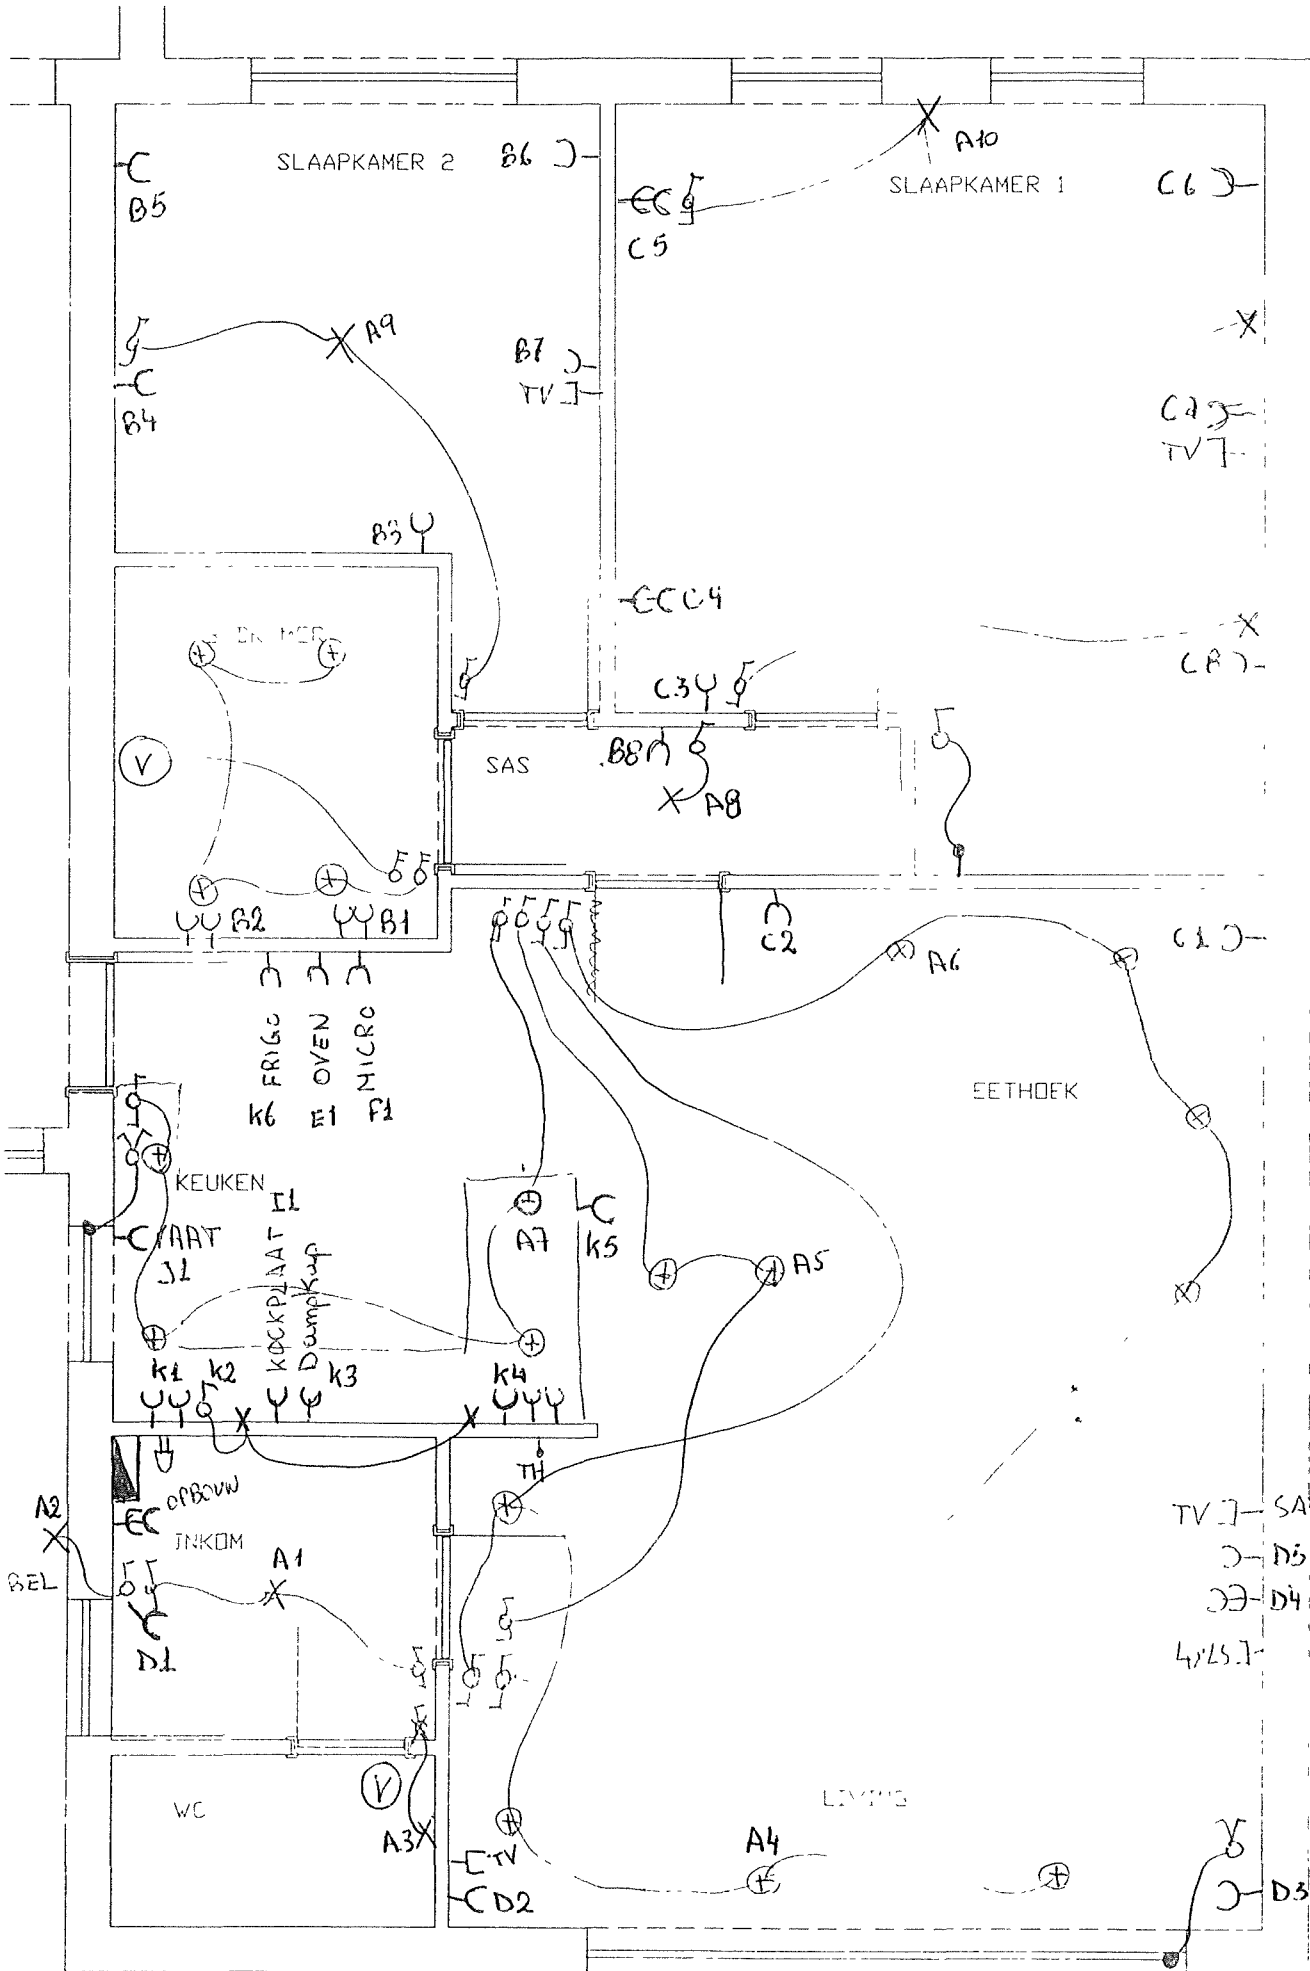 SLAAPKAMER 2
B6
A10
SLAAPKAMER 1
C6
B5
C5
A9
B7
TV
B4
TV
B3
C4
C3
B8
SAS
V
A8
B2
B1
C2
C1
A6
FRIGO
OVEN
MICRO
K6
E1
F1
EETHOEK
KEUKEN
I1
KOCKPLAAT
DampKap
A7
K5
J1
A5
K1
K2
K3
K4
TH
OPBOUW
A2
INKOM
BEL
A1
D1
TV
SA
D5
D4
WC
V
A3
TV
D2
A4
LIVING
D3